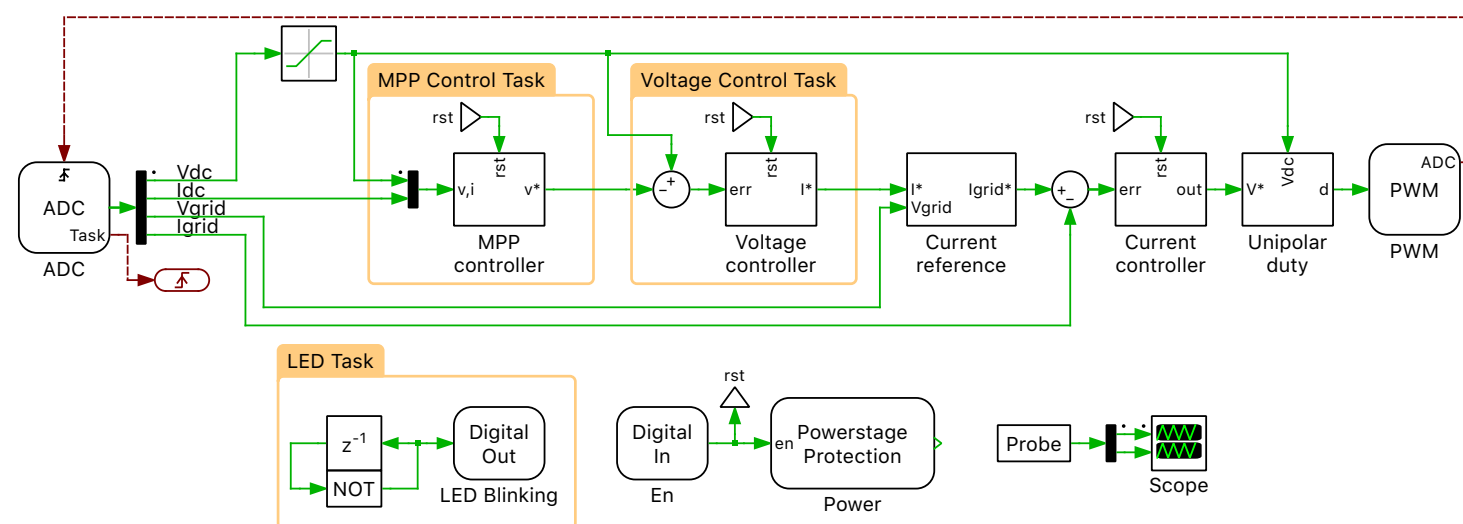 MPP Control Task
Voltage Control Task
rst
rst
rst
ADC
Task
ADC
Vdc
Idc
Vgrid
Igrid
rst
v,i
v*
MPP
controller
− +
rst
err
I*
Voltage
controller
I*
Vgrid
Igrid*
Current
reference
+ −
rst
err
out
Current
controller
Vdc
V*
d
Unipolar
duty
ADC
PWM
PWM
LED Task
z-1
NOT
Digital
Out
LED Blinking
Digital
In
En
rst
en
Powerstage
Protection
Power
Probe
Scope